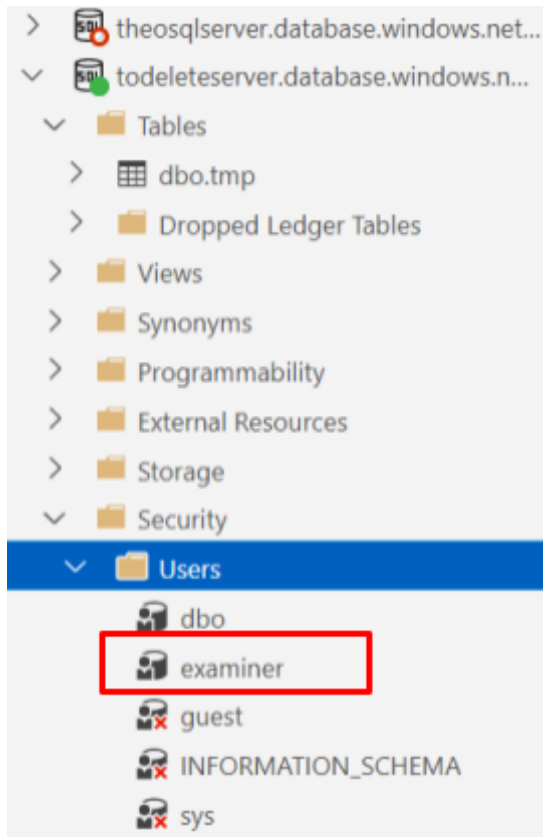 theosqlserver.database.windows.net...
todeleteserver.database.windows.n...
Tables
dbo.tmp
Dropped Ledger Tables
Views
Synonyms
Programmability
External Resources
Storage
Security
Users
dbo
examiner
guest
INFORMATION_SCHEMA
sys